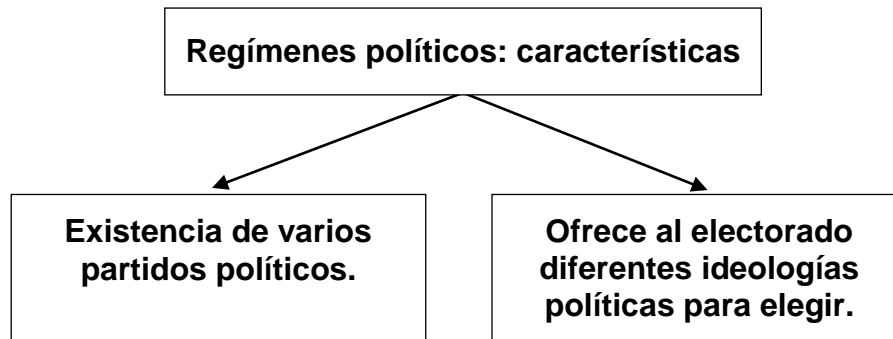 Regímenes políticos: características
Existencia de varios
partidos políticos.
Ofrece al electorado
diferentes ideologías
políticas para elegir.